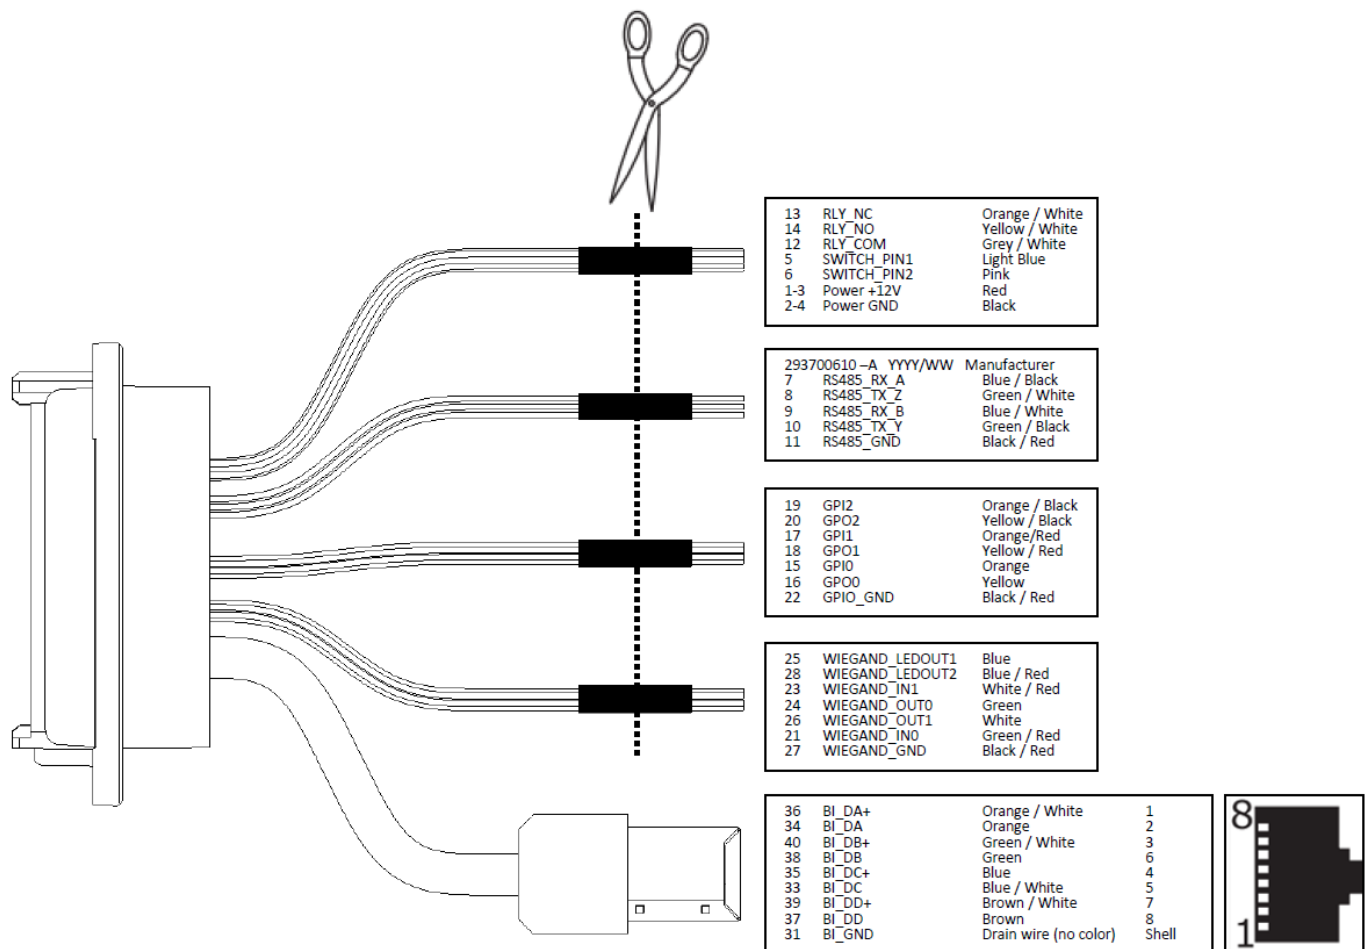 13 RLY_NC Orange / White
14 RLY_NO Yellow / White
12 RLY_COM Grey / White
5 SWITCH_PIN1 Light Blue
6 SWITCH_PIN2 Pink
1-3 Power +12V Red
2-4 Power GND Black
293700610 –A YYYY/WW Manufacturer
7 RS485_RX_A Blue / Black
8 RS485_TX_Z Green / White
9 RS485_RX_B Blue / White
10 RS485_TX_Y Green / Black
11 RS485_GND Black / Red
19 GPI2 Orange / Black
20 GPO2 Yellow / Black
17 GPI1 Orange/Red
18 GPO1 Yellow / Red
15 GPI0 Orange
16 GPO0 Yellow
22 GPIO_GND Black / Red
25 WIEGAND_LEDOUT1 Blue
28 WIEGAND_LEDOUT2 Blue / Red
23 WIEGAND_IN1 White / Red
24 WIEGAND_OUT0 Green
26 WIEGAND_OUT1 White
21 WIEGAND_IN0 Green / Red
27 WIEGAND_GND Black / Red
36 BI_DA+ Orange / White 1
34 BI_DA Orange 2
40 BI_DB+ Green / White 3
38 BI_DB Green 6
35 BI_DC+ Blue 4
33 BI_DC Blue / White 5
39 BI_DD+ Brown / White 7
37 BI_DD Brown 8
31 BI_GND Drain wire (no color) Shell
8
1